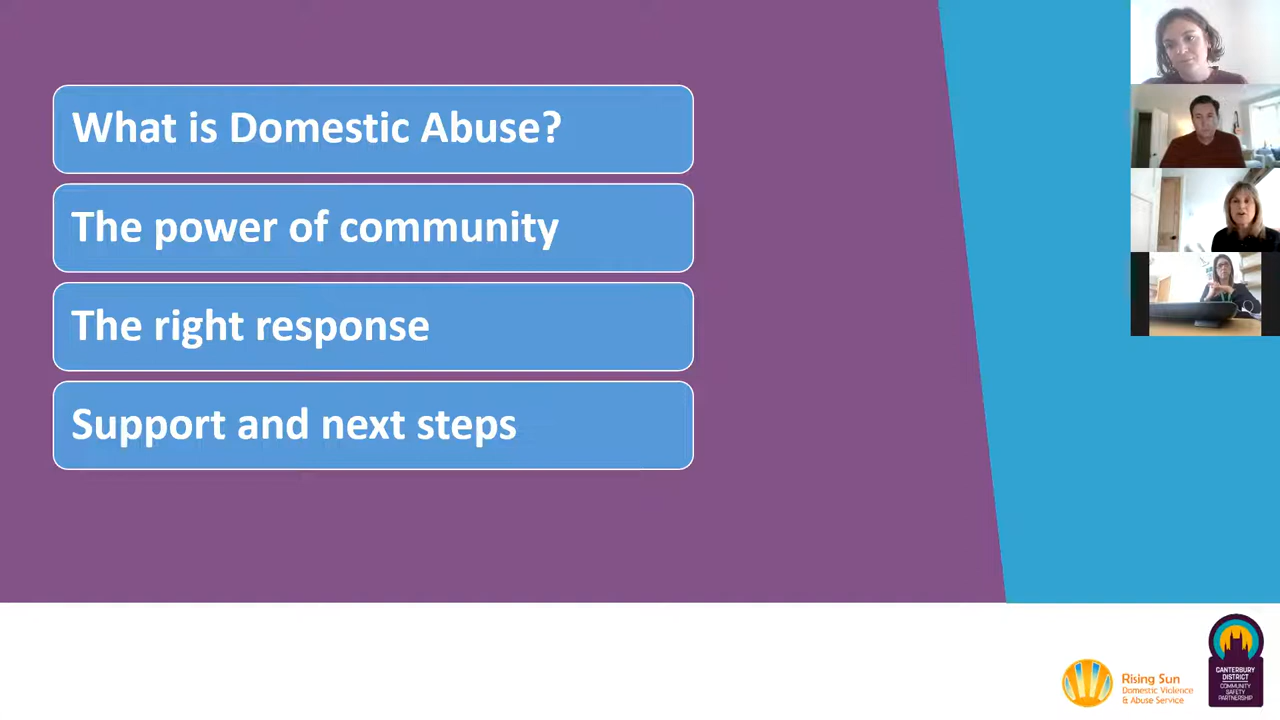 What is Domestic Abuse?
The power of community
The right response
Support and next steps
Rising Sun
Domestic Violence
& Abuse Service
CANTERBURY
DISTRICT
COMMUNITY
SAFETY
PARTNERSHIP